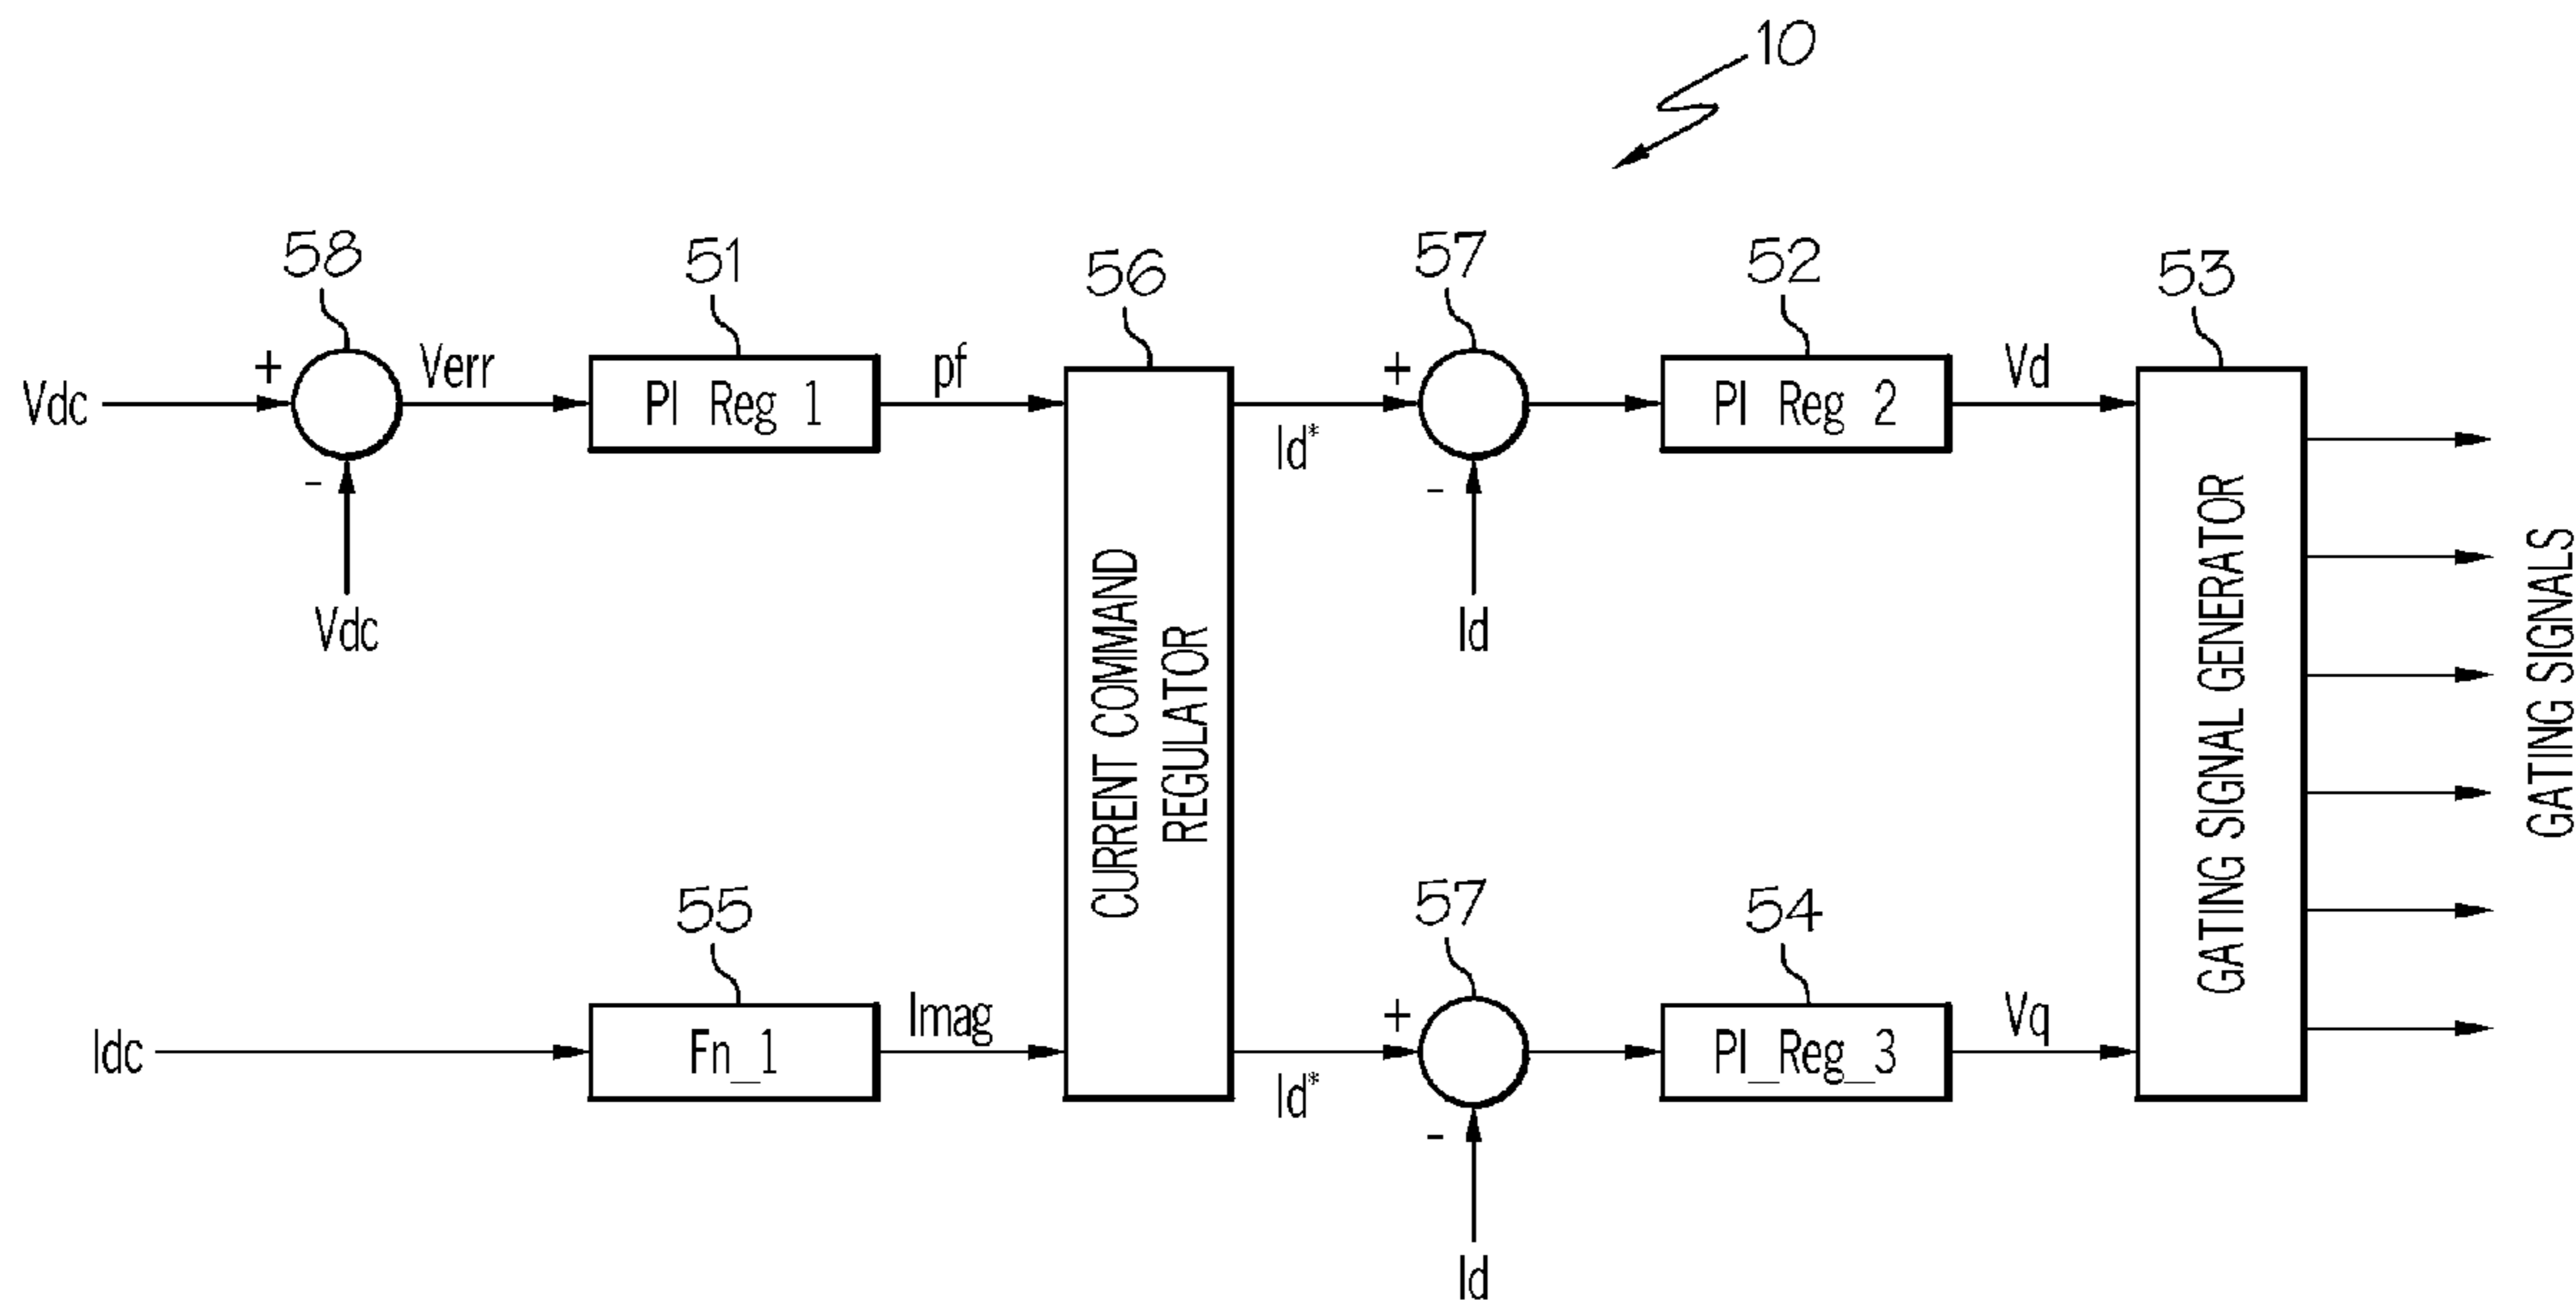 10
58
51
56
57
52
53
+
Verr
pf
+
Vd
Vdc
PI Reg 1
PI Reg 2
Id*
-
-
Vdc
Id
CURRENT COMMAND
REGULATOR
GATING SIGNAL GENERATOR
GATING SIGNALS
55
57
54
Imag
+
Vq
Idc
Fn_1
PI_Reg_3
Id*
-
Id